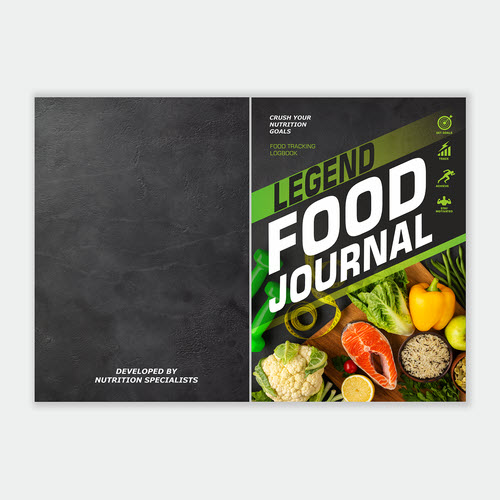 DEVELOPED BY
NUTRITION SPECIALISTS
CRUSH YOUR
NUTRITION
GOALS
FOOD TRACKING
LOGBOOK
LEGEND
FOOD
JOURNAL
SET GOALS
TRACK
ACHIEVE
STAY
MOTIVATED